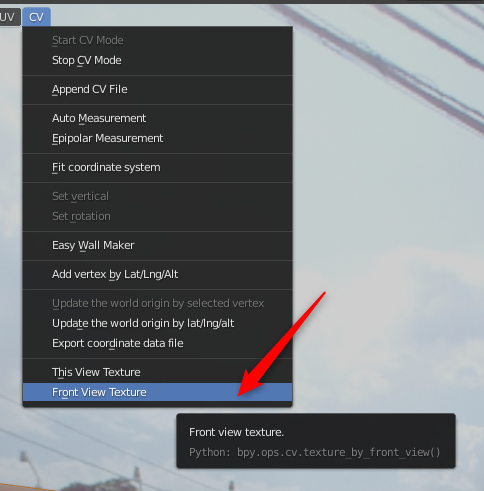 UV CV
Start CV Mode
Stop CV Mode
Append CV File
Auto Measurement
Epipolar Measurement
Fit coordinate system
Set vertical
Set rotation
Easy Wall Maker
Add vertex by Lat/Lng/Alt
Update the world origin by selected vertex
Update the world origin by lat/lng/alt
Export coordinate data file
This View Texture
Front View Texture
Front view texture.
Python: bpy.ops.cv.texture_by_front_view()